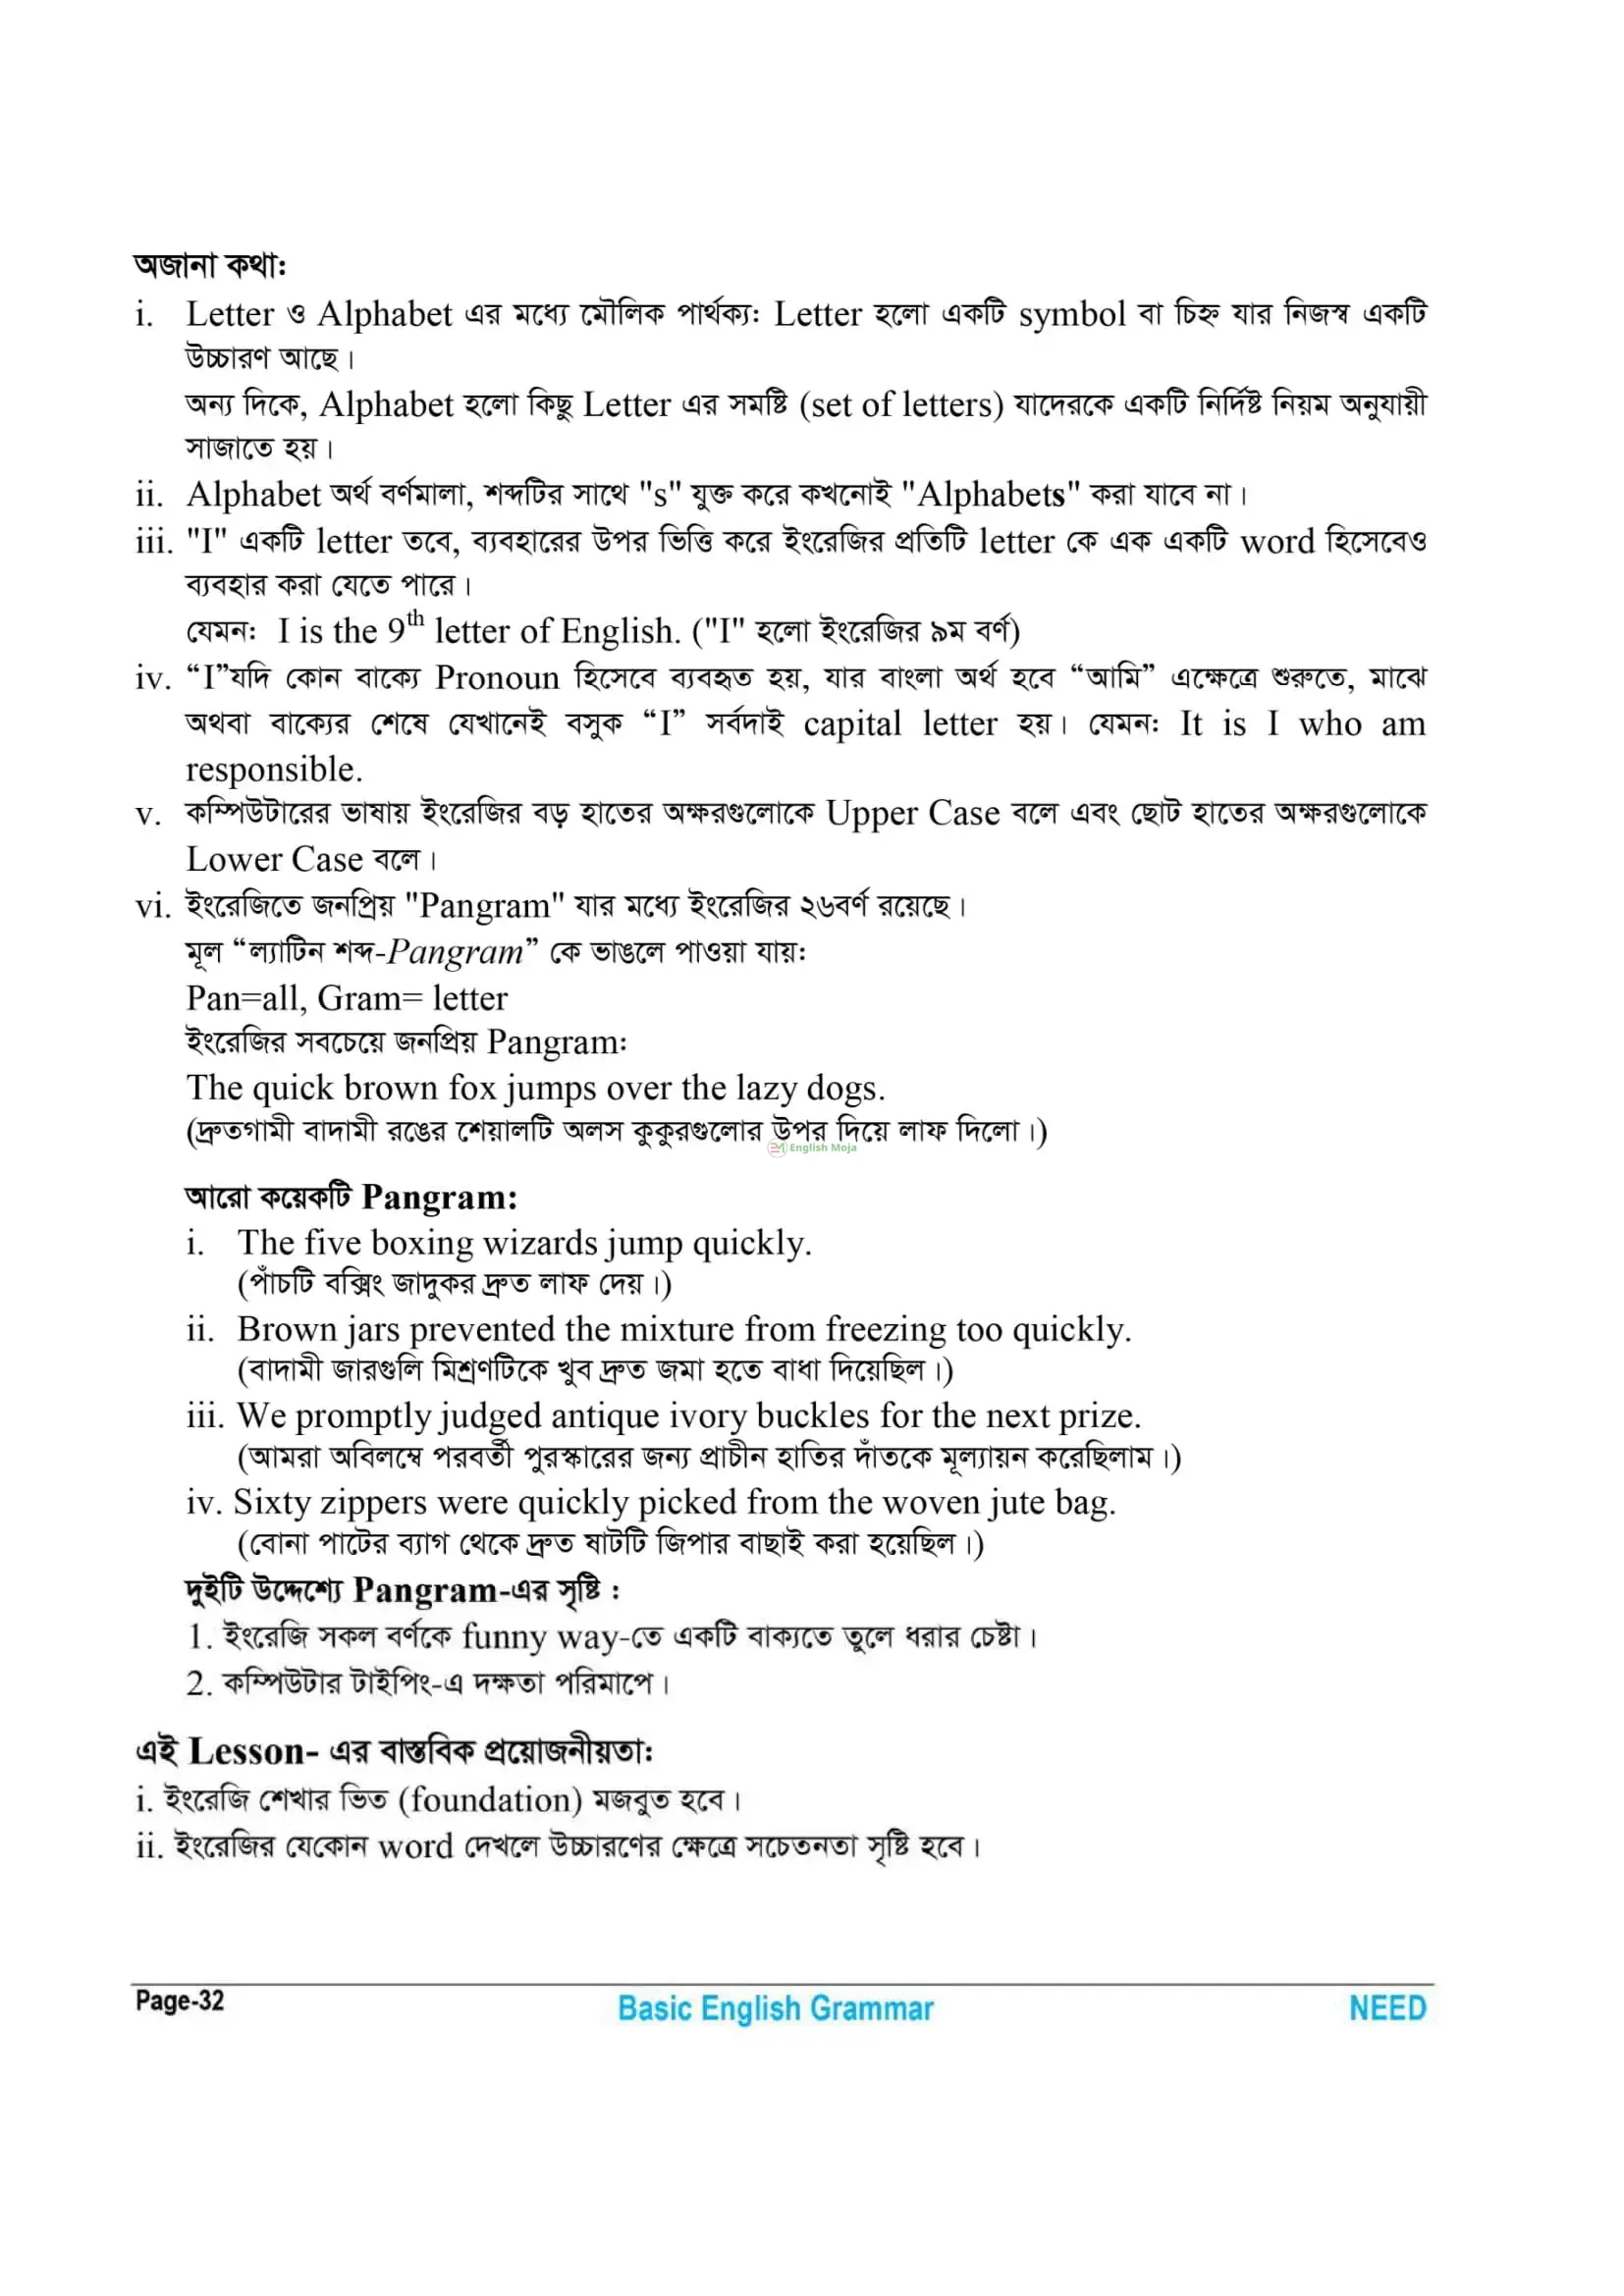 অজানা কথা:
i. Letter ও Alphabet এর মধ্যে মৌলিক পার্থক্য: Letter হলো একটি symbol বা চিহ্ন যার নিজস্ব একটি
উচ্চারণ আছে।
অন্য দিকে, Alphabet হলো কিছু Letter এর সমষ্টি (set of letters) যাদেরকে একটি নির্দিষ্ট নিয়ম অনুযায়ী
সাজাতে হয়।
ii. Alphabet অর্থ বর্ণমালা, শব্দটির সাথে "s" যুক্ত করে কখনোই "Alphabets" করা যাবে না।
iii. "I" একটি letter তবে, ব্যবহারের উপর ভিত্তি করে ইংরেজির প্রতিটি letter কে এক একটি word হিসেবেও
ব্যবহার করা যেতে পারে।
যেমন: I is the 9th letter of English. ("I" হলো ইংরেজির ৯ম বর্ণ)
iv. “I”যদি কোন বাক্যে Pronoun হিসেবে ব্যবহৃত হয়, যার বাংলা অর্থ হবে “আমি” এক্ষেত্রে শুরুতে, মাঝে
অথবা বাক্যের শেষে যেখানেই বসুক “I” সর্বদাই capital letter হয়। যেমন: It is I who am
responsible.
v. কম্পিউটারের ভাষায় ইংরেজির বড় হাতের অক্ষরগুলোকে Upper Case বলে এবং ছোট হাতের অক্ষরগুলোকে
Lower Case বলে।
vi. ইংরেজিতে জনপ্রিয় "Pangram" যার মধ্যে ইংরেজির ২৬বর্ণ রয়েছে।
মূল “ল্যাটিন শব্দ-Pangram” কে ভাঙলে পাওয়া যায়:
Pan=all, Gram= letter
ইংরেজির সবচেয়ে জনপ্রিয় Pangram:
The quick brown fox jumps over the lazy dogs.
(দ্রুতগামী বাদামী রঙের শেয়ালটি অলস কুকুরগুলোর উপর দিয়ে লাফ দিলো।)
English Moja
আরো কয়েকটি Pangram:
i. The five boxing wizards jump quickly.
(পাঁচটি বক্সিং জাদুকর দ্রুত লাফ দেয়।)
ii. Brown jars prevented the mixture from freezing too quickly.
(বাদামী জারগুলি মিশ্রণটিকে খুব দ্রুত জমা হতে বাধা দিয়েছিল।)
iii. We promptly judged antique ivory buckles for the next prize.
(আমরা অবিলম্বে পরবর্তী পুরস্কারের জন্য প্রাচীন হাতির দাঁতকে মূল্যায়ন করেছিলাম।)
iv. Sixty zippers were quickly picked from the woven jute bag.
(বোনা পাটের ব্যাগ থেকে দ্রুত ষাটটি জিপার বাছাই করা হয়েছিল।)
দুইটি উদ্দেশ্যে Pangram-এর সৃষ্টি :
1. ইংরেজি সকল বর্ণকে funny way-তে একটি বাক্যতে তুলে ধরার চেষ্টা।
2. কম্পিউটার টাইপিং-এ দক্ষতা পরিমাপে।
এই Lesson- এর বাস্তবিক প্রয়োজনীয়তা:
i. ইংরেজি শেখার ভিত (foundation) মজবুত হবে।
ii. ইংরেজির যেকোন word দেখলে উচ্চারণের ক্ষেত্রে সচেতনতা সৃষ্টি হবে।
Page-32 Basic English Grammar NEED